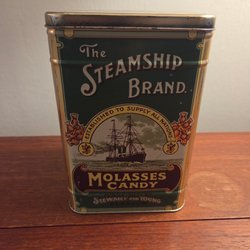 The
STEAMSHIP
BRAND.
ESTABLISHED TO SUPPLY ALL NATIONS
MOLASSES
CANDY
STEWART AND YOUNG